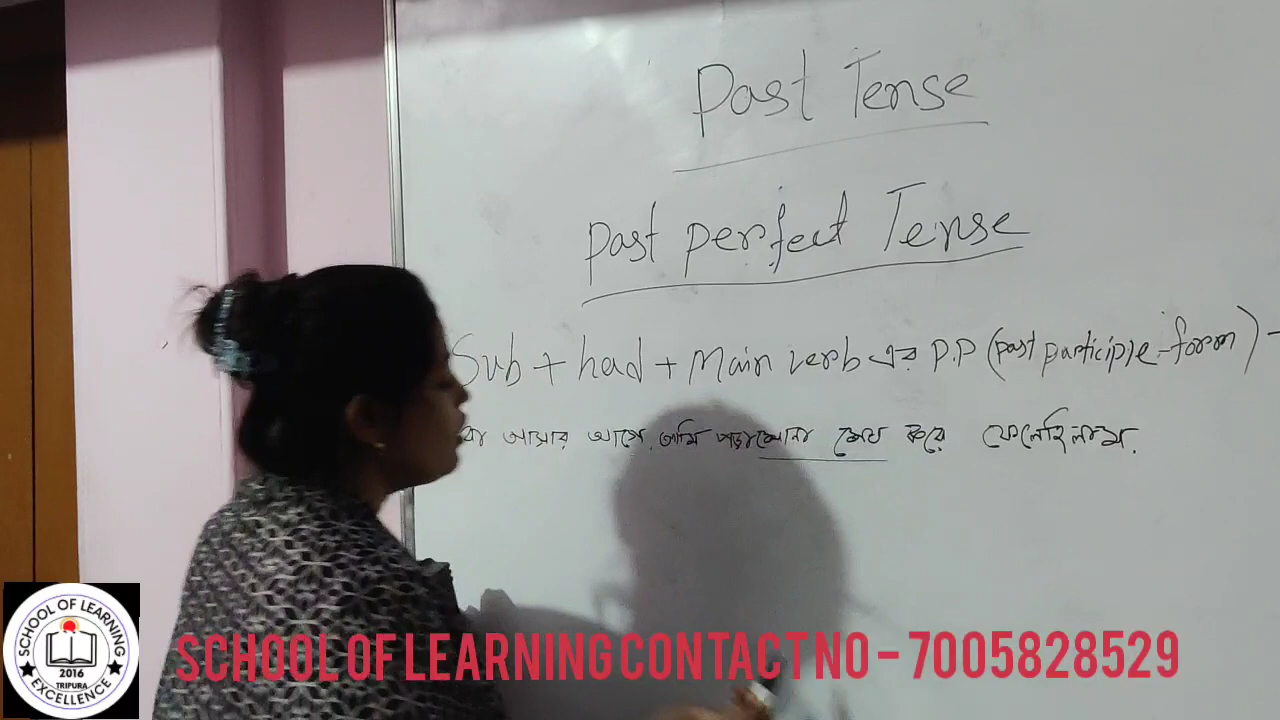 Past Tense
Past perfect Tense
Sub + had + Main verb এর P.P (past participle form) -
আসার আগে আমি পড়াশোনা শেষ করে ফেলেছিলাম.
SCHOOL OF LEARNING CONTACT NO - 7005828529
SCHOOL OF LEARNING
2016
TRIPURA
EXCELLENCE